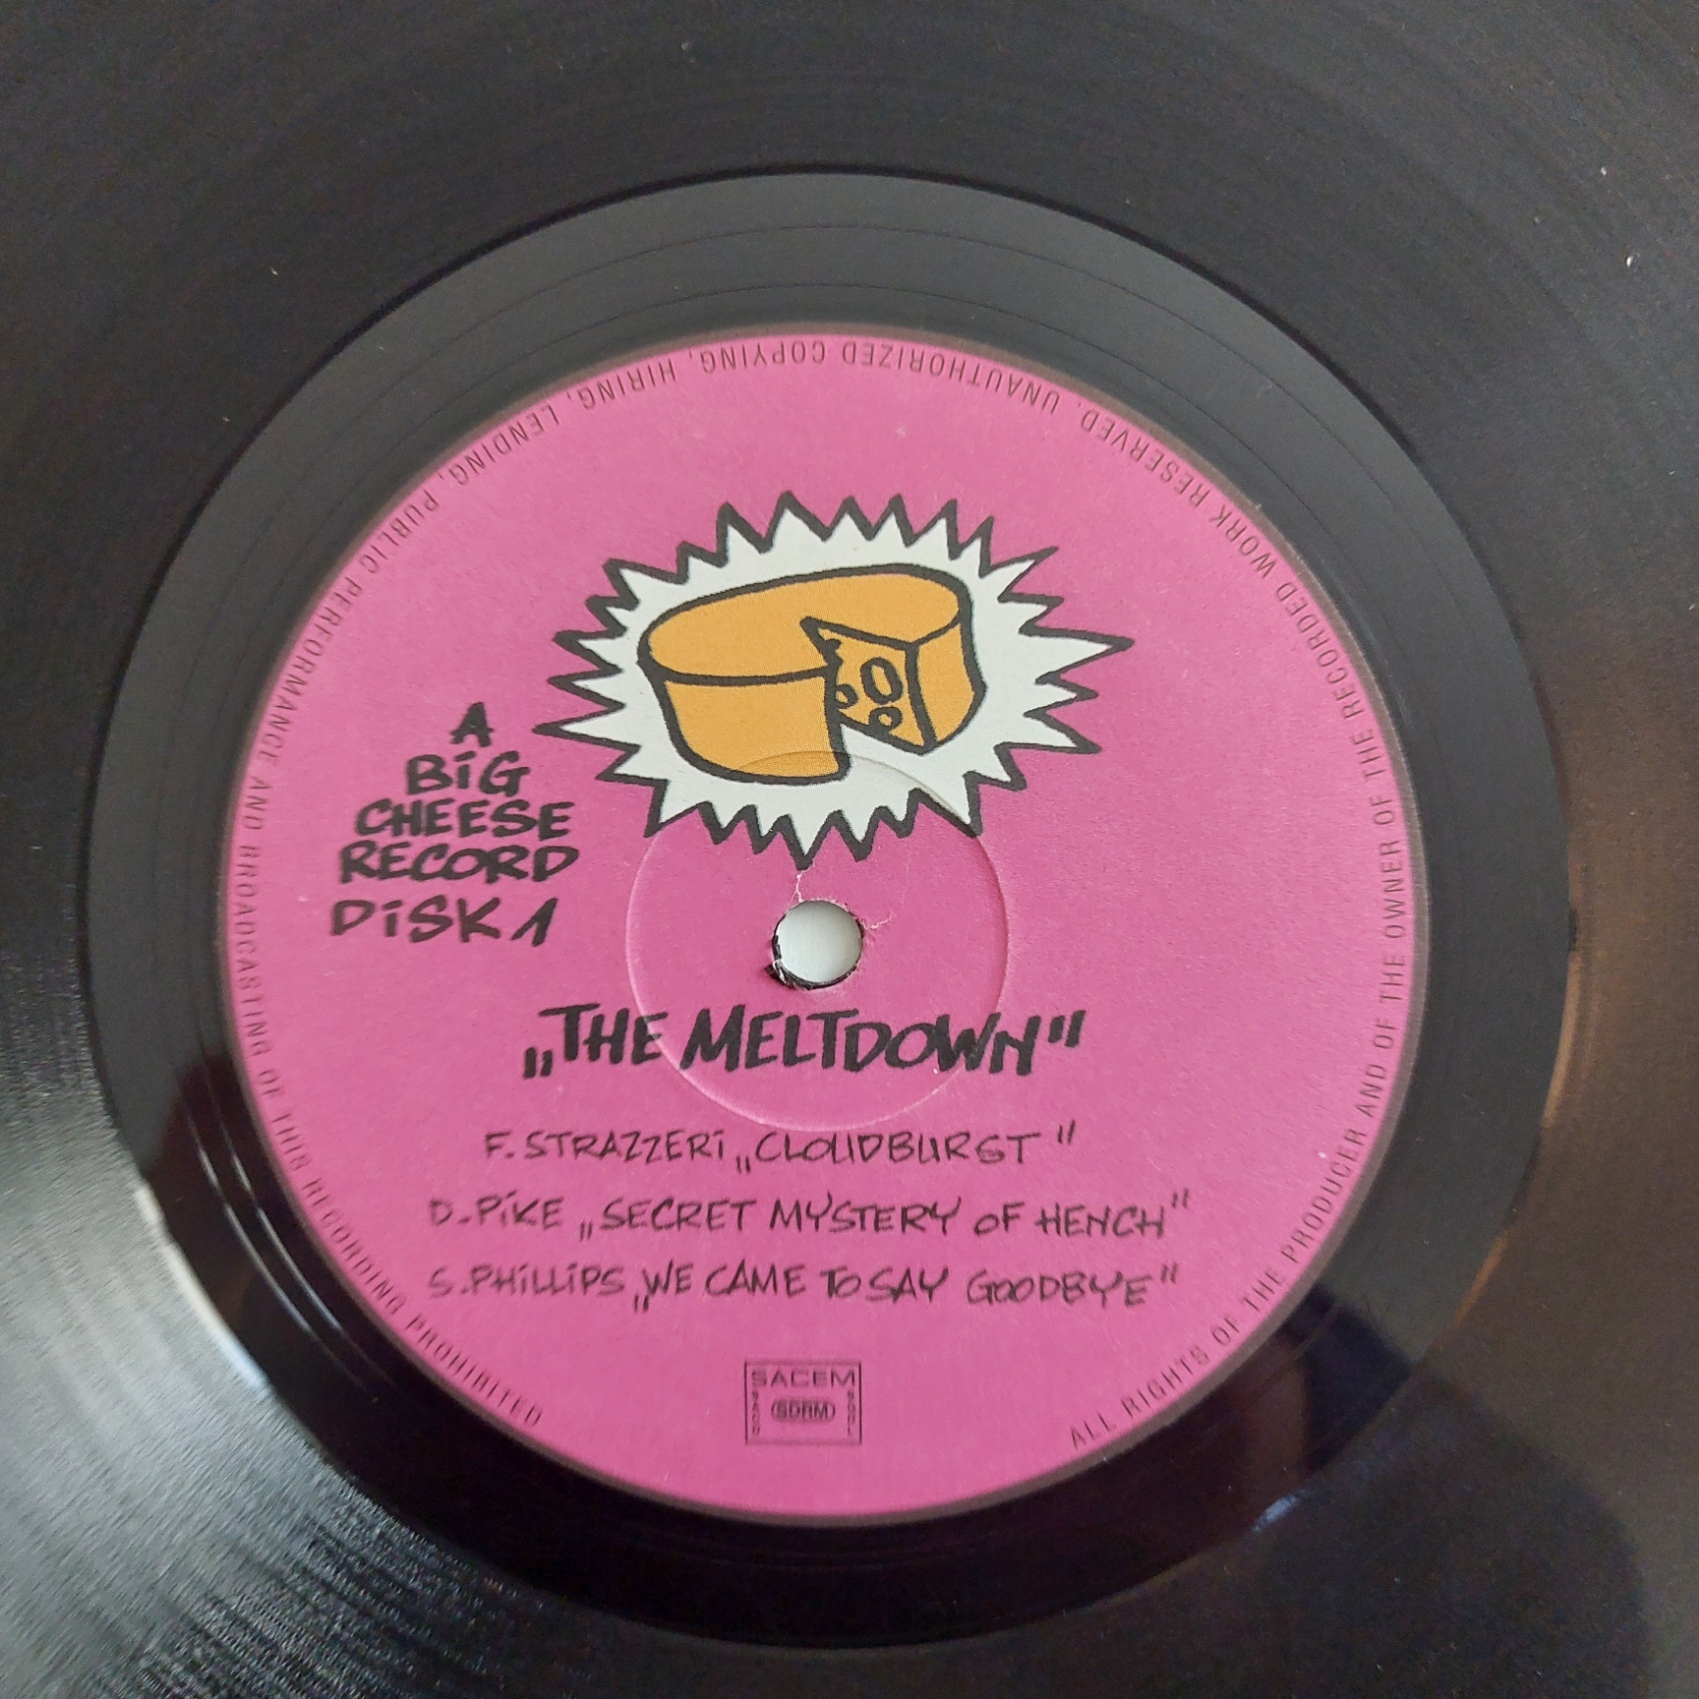 A
BiG
CHEESE
RECORD
DiSK 1
„THE MELTDOWN"
F. STRAZZERi „CLOUDBURST"
D. PiKE „SECRET MYSTERY OF HENCH"
S. PHiLLiPS „WE CAME TO SAY GOODBYE"
SACEM
SACD SDRM SGDL
ALL RIGHTS OF THE PRODUCER AND OF THE OWNER OF THE RECORDED WORK RESERVED. UNAUTHORIZED COPYING, HIRING, LENDING, PUBLIC PERFORMANCE AND BROADCASTING OF THIS RECORDING PROHIBITED